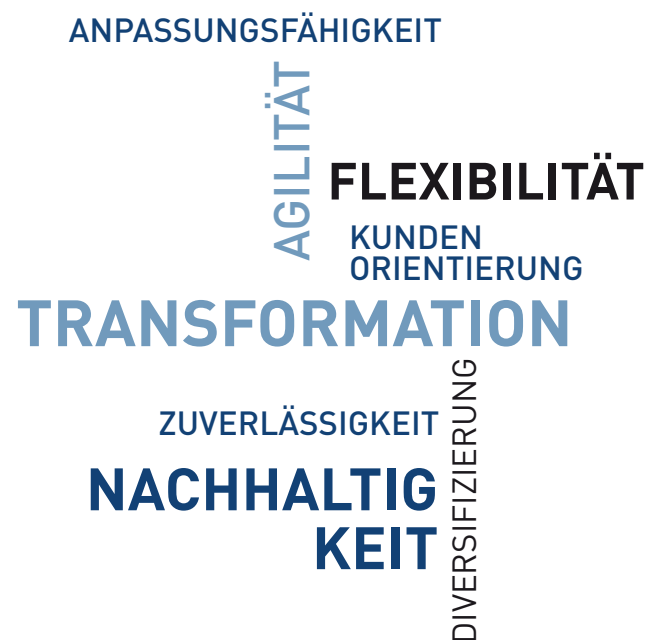 ANPASSUNGSFÄHIGKEIT
AGILITÄT
FLEXIBILITÄT
KUNDEN
ORIENTIERUNG
TRANSFORMATION
DIVERSIFIZIERUNG
ZUVERLÄSSIGKEIT
NACHHALTIG
KEIT